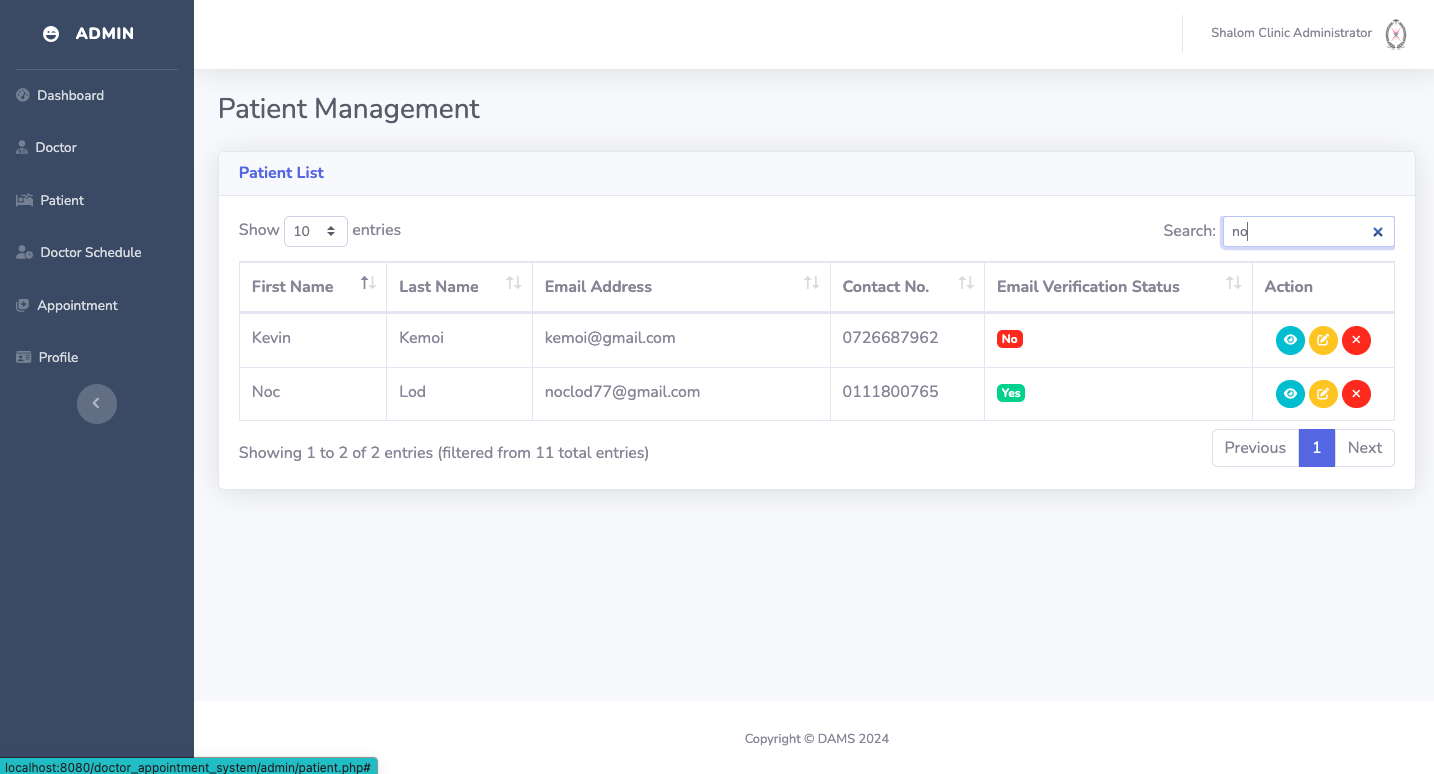 ADMIN
Shalom Clinic Administrator
Dashboard
Doctor
Patient
Doctor Schedule
Appointment
Profile
Patient Management
Patient List
Show 10 entries
Search: no
First Name Last Name Email Address Contact No. Email Verification Status Action
Kevin Kemoi kemoi@gmail.com 0726687962 No
Noc Lod noclod77@gmail.com 0111800765 Yes
Showing 1 to 2 of 2 entries (filtered from 11 total entries)
Previous 1 Next
Copyright © DAMS 2024
localhost:8080/doctor_appointment_system/admin/patient.php#